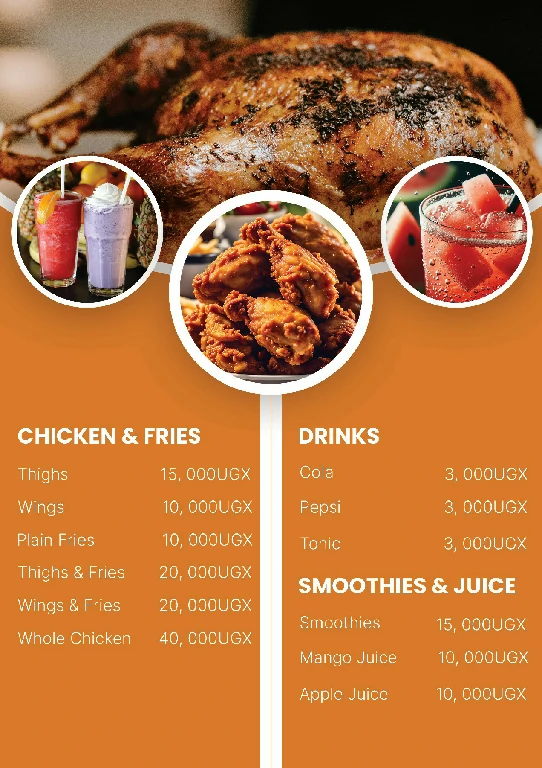 CHICKEN & FRIES
Thighs 15, 000UGX
Wings 10, 000UGX
Plain Fries 10, 000UGX
Thighs & Fries 20, 000UGX
Wings & Fries 20, 000UGX
Whole Chicken 40, 000UGX
DRINKS
Cola 3, 000UGX
Pepsi 3, 000UGX
Tonic 3, 000UGX
SMOOTHIES & JUICE
Smoothies 15, 000UGX
Mango Juice 10, 000UGX
Apple Juice 10, 000UGX